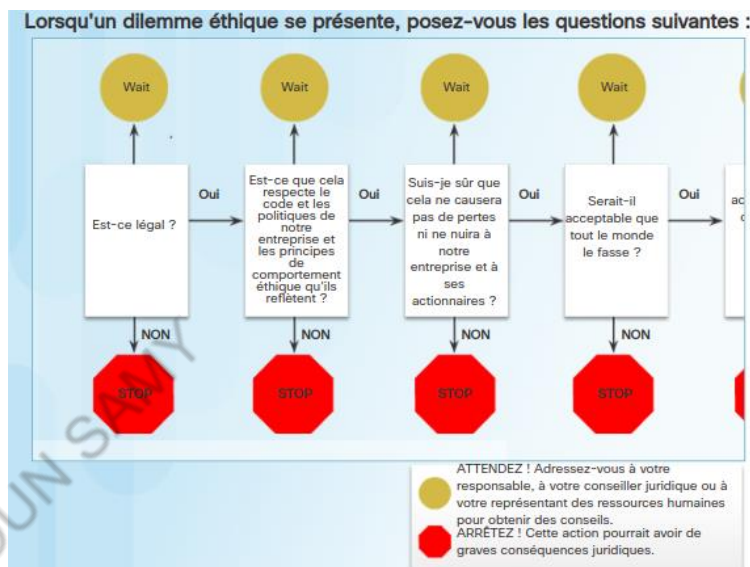 Lorsqu'un dilemme éthique se présente, posez-vous les questions suivantes :
Wait
Wait
Wait
Wait
Est-ce légal ?
Oui
Est-ce que cela
respecte le
code et les
politiques de
notre
entreprise et
les principes
de
comportement
éthique qu'ils
reflètent ?
Oui
Suis-je sûr que
cela ne causera
pas de pertes
ni ne nuira à
notre
entreprise et à
ses
actionnaires ?
Oui
Serait-il
acceptable que
tout le monde
le fasse ?
Oui
NON
NON
NON
NON
STOP
STOP
STOP
STOP
ATTENDEZ ! Adressez-vous à votre
responsable, à votre conseiller juridique ou à
votre représentant des ressources humaines
pour obtenir des conseils.
ARRÊTEZ ! Cette action pourrait avoir de
graves conséquences juridiques.
SAMY